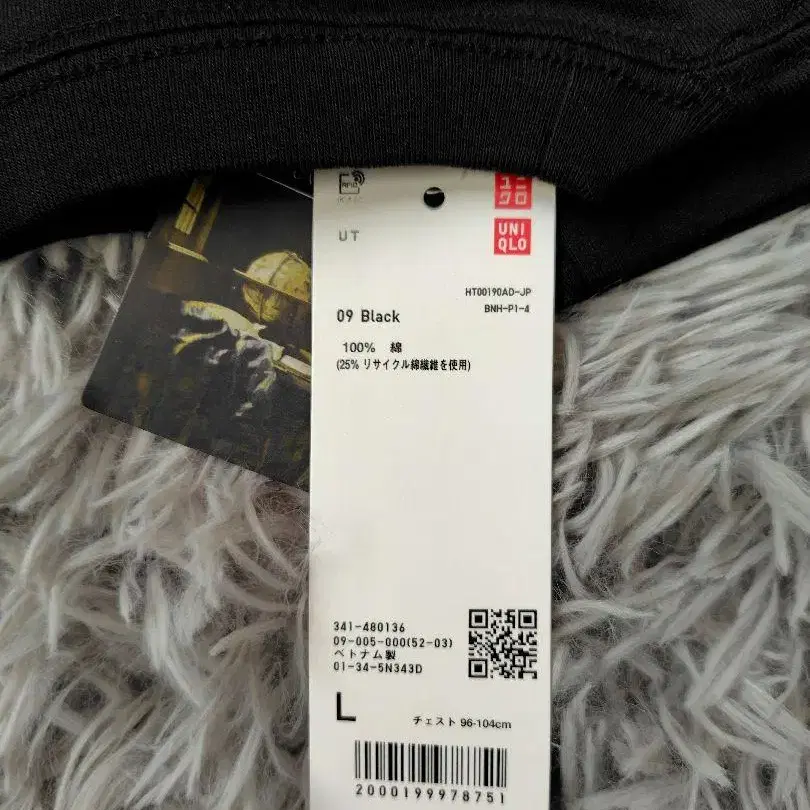 RFID
ユニ
クロ
UT
UNI
QLO
HT00190AD-JP
09 Black
BNH-P1-4
100% 綿
(25% リサイクル綿繊維を使用)
341-480136
09-005-000(52-03)
ベトナム製
01-34-5N343D
L
チェスト 96-104cm
2000199978751